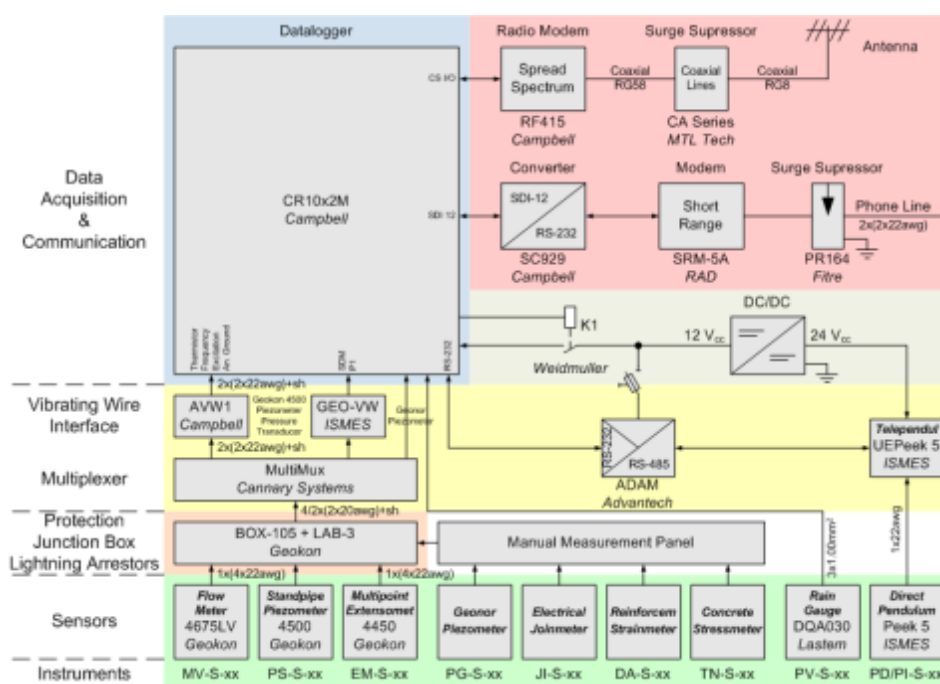 Datalogger
Radio Modem
Surge Supressor
Antenna
CS I/O
Spread
Spectrum
Coaxial
RG58
Coaxial
Lines
Coaxial
RG8
RF415
Campbell
CA Series
MTL Tech
Data
Acquisition
&
Communication
CR10x2M
Campbell
Converter
Modem
Surge Supressor
SDI 12
SDI-12
RS-232
Short
Range
Phone Line
2x(2x22awg)
SC929
Campbell
SRM-5A
RAD
PR164
Fitre
DC/DC
K1
12 Vcc
24 Vcc
Weidmuller
Thermistor
Frequency
Excitation
An. Ground
SDM
P1
RS-232
2x(2x22awg)+sh
Vibrating Wire
Interface
AVW1
Campbell
Geokon 4500
Piezometer
Pressure
Transducer
GEO-VW
ISMES
Geonor
Piezometer
2x(2x22awg)+sh
RS-232
RS-485
ADAM
Advantech
Telependul
UEPeek 5
ISMES
Multiplexer
MultiMux
Cannary Systems
4/2x(2x20awg)+sh
Protection
Junction Box
Lightning Arrestors
BOX-105 + LAB-3
Geokon
Manual Measurement Panel
3x1.00mm²
1x22awg
1x(4x22awg)
1x(4x22awg)
Sensors
Flow
Meter
4675LV
Geokon
Standpipe
Piezometer
4500
Geokon
Multipoint
Extensomet
4450
Geokon
Geonor
Piezometer
Electrical
Joinmeter
Reinforcem
Strainmeter
Concrete
Stressmeter
Rain
Gauge
DQA030
Lastem
Direct
Pendulum
Peek 5
ISMES
Instruments
MV-S-xx
PS-S-xx
EM-S-xx
PG-S-xx
JI-S-xx
DA-S-xx
TN-S-xx
PV-S-xx
PD/PI-S-xx